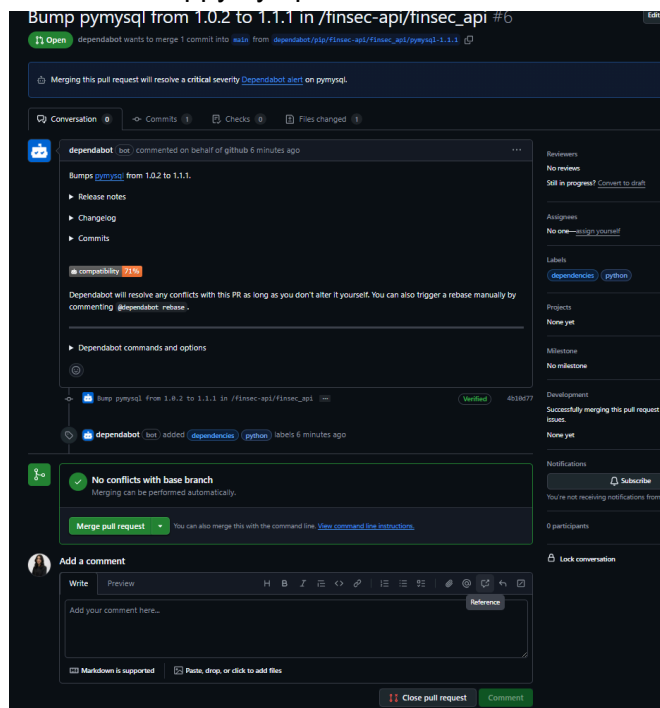 Bump pymysql from 1.0.2 to 1.1.1 in /finsec-api/finsec_api #6
Edit
Open dependabot wants to merge 1 commit into main from dependabot/pip/finsec-api/finsec_api/pymysql-1.1.1
Merging this pull request will resolve a critical severity Dependabot alert on pymysql.
Conversation 0 Commits 1 Checks 0 Files changed 1
dependabot bot commented on behalf of github 6 minutes ago
Bumps pymysql from 1.0.2 to 1.1.1.
Release notes
Changelog
Commits
compatibility 71%
Dependabot will resolve any conflicts with this PR as long as you don't alter it yourself. You can also trigger a rebase manually by
commenting @dependabot rebase .
Dependabot commands and options
Bump pymysql from 1.0.2 to 1.1.1 in /finsec-api/finsec_api Verified 4b10d77
dependabot bot added dependencies python labels 6 minutes ago
No conflicts with base branch
Merging can be performed automatically.
Merge pull request You can also merge this with the command line. View command line instructions.
Add a comment
Write Preview H B I
Reference
Add your comment here...
Markdown is supported Paste, drop, or click to add files
Close pull request Comment
Reviewers
No reviews
Still in progress? Convert to draft
Assignees
No one—assign yourself
Labels
dependencies python
Projects
None yet
Milestone
No milestone
Development
Successfully merging this pull request
issues.
None yet
Notifications
Subscribe
You're not receiving notifications from
0 participants
Lock conversation